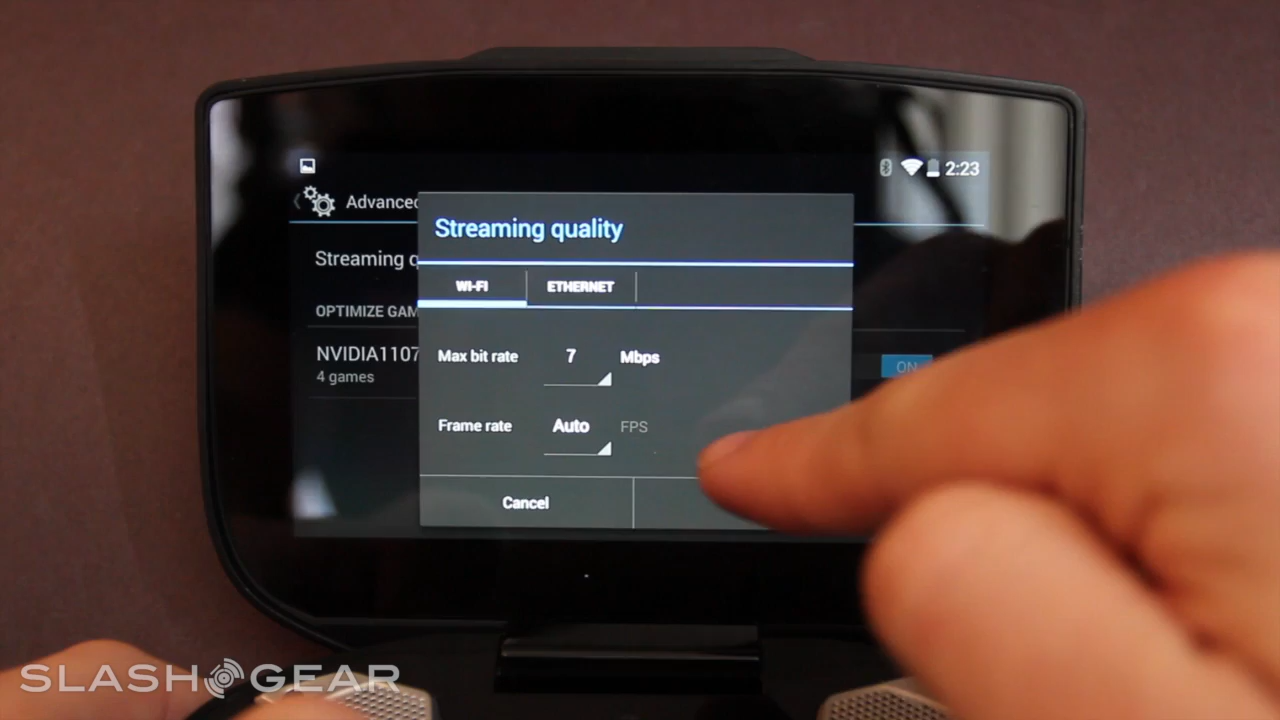 2:23
Advanced
Streaming quality
Streaming q
WI-FI ETHERNET
OPTIMIZE GAM
Max bit rate 7 Mbps
NVIDIA1107
ON
4 games
Frame rate Auto FPS
Cancel
SLASHGEAR